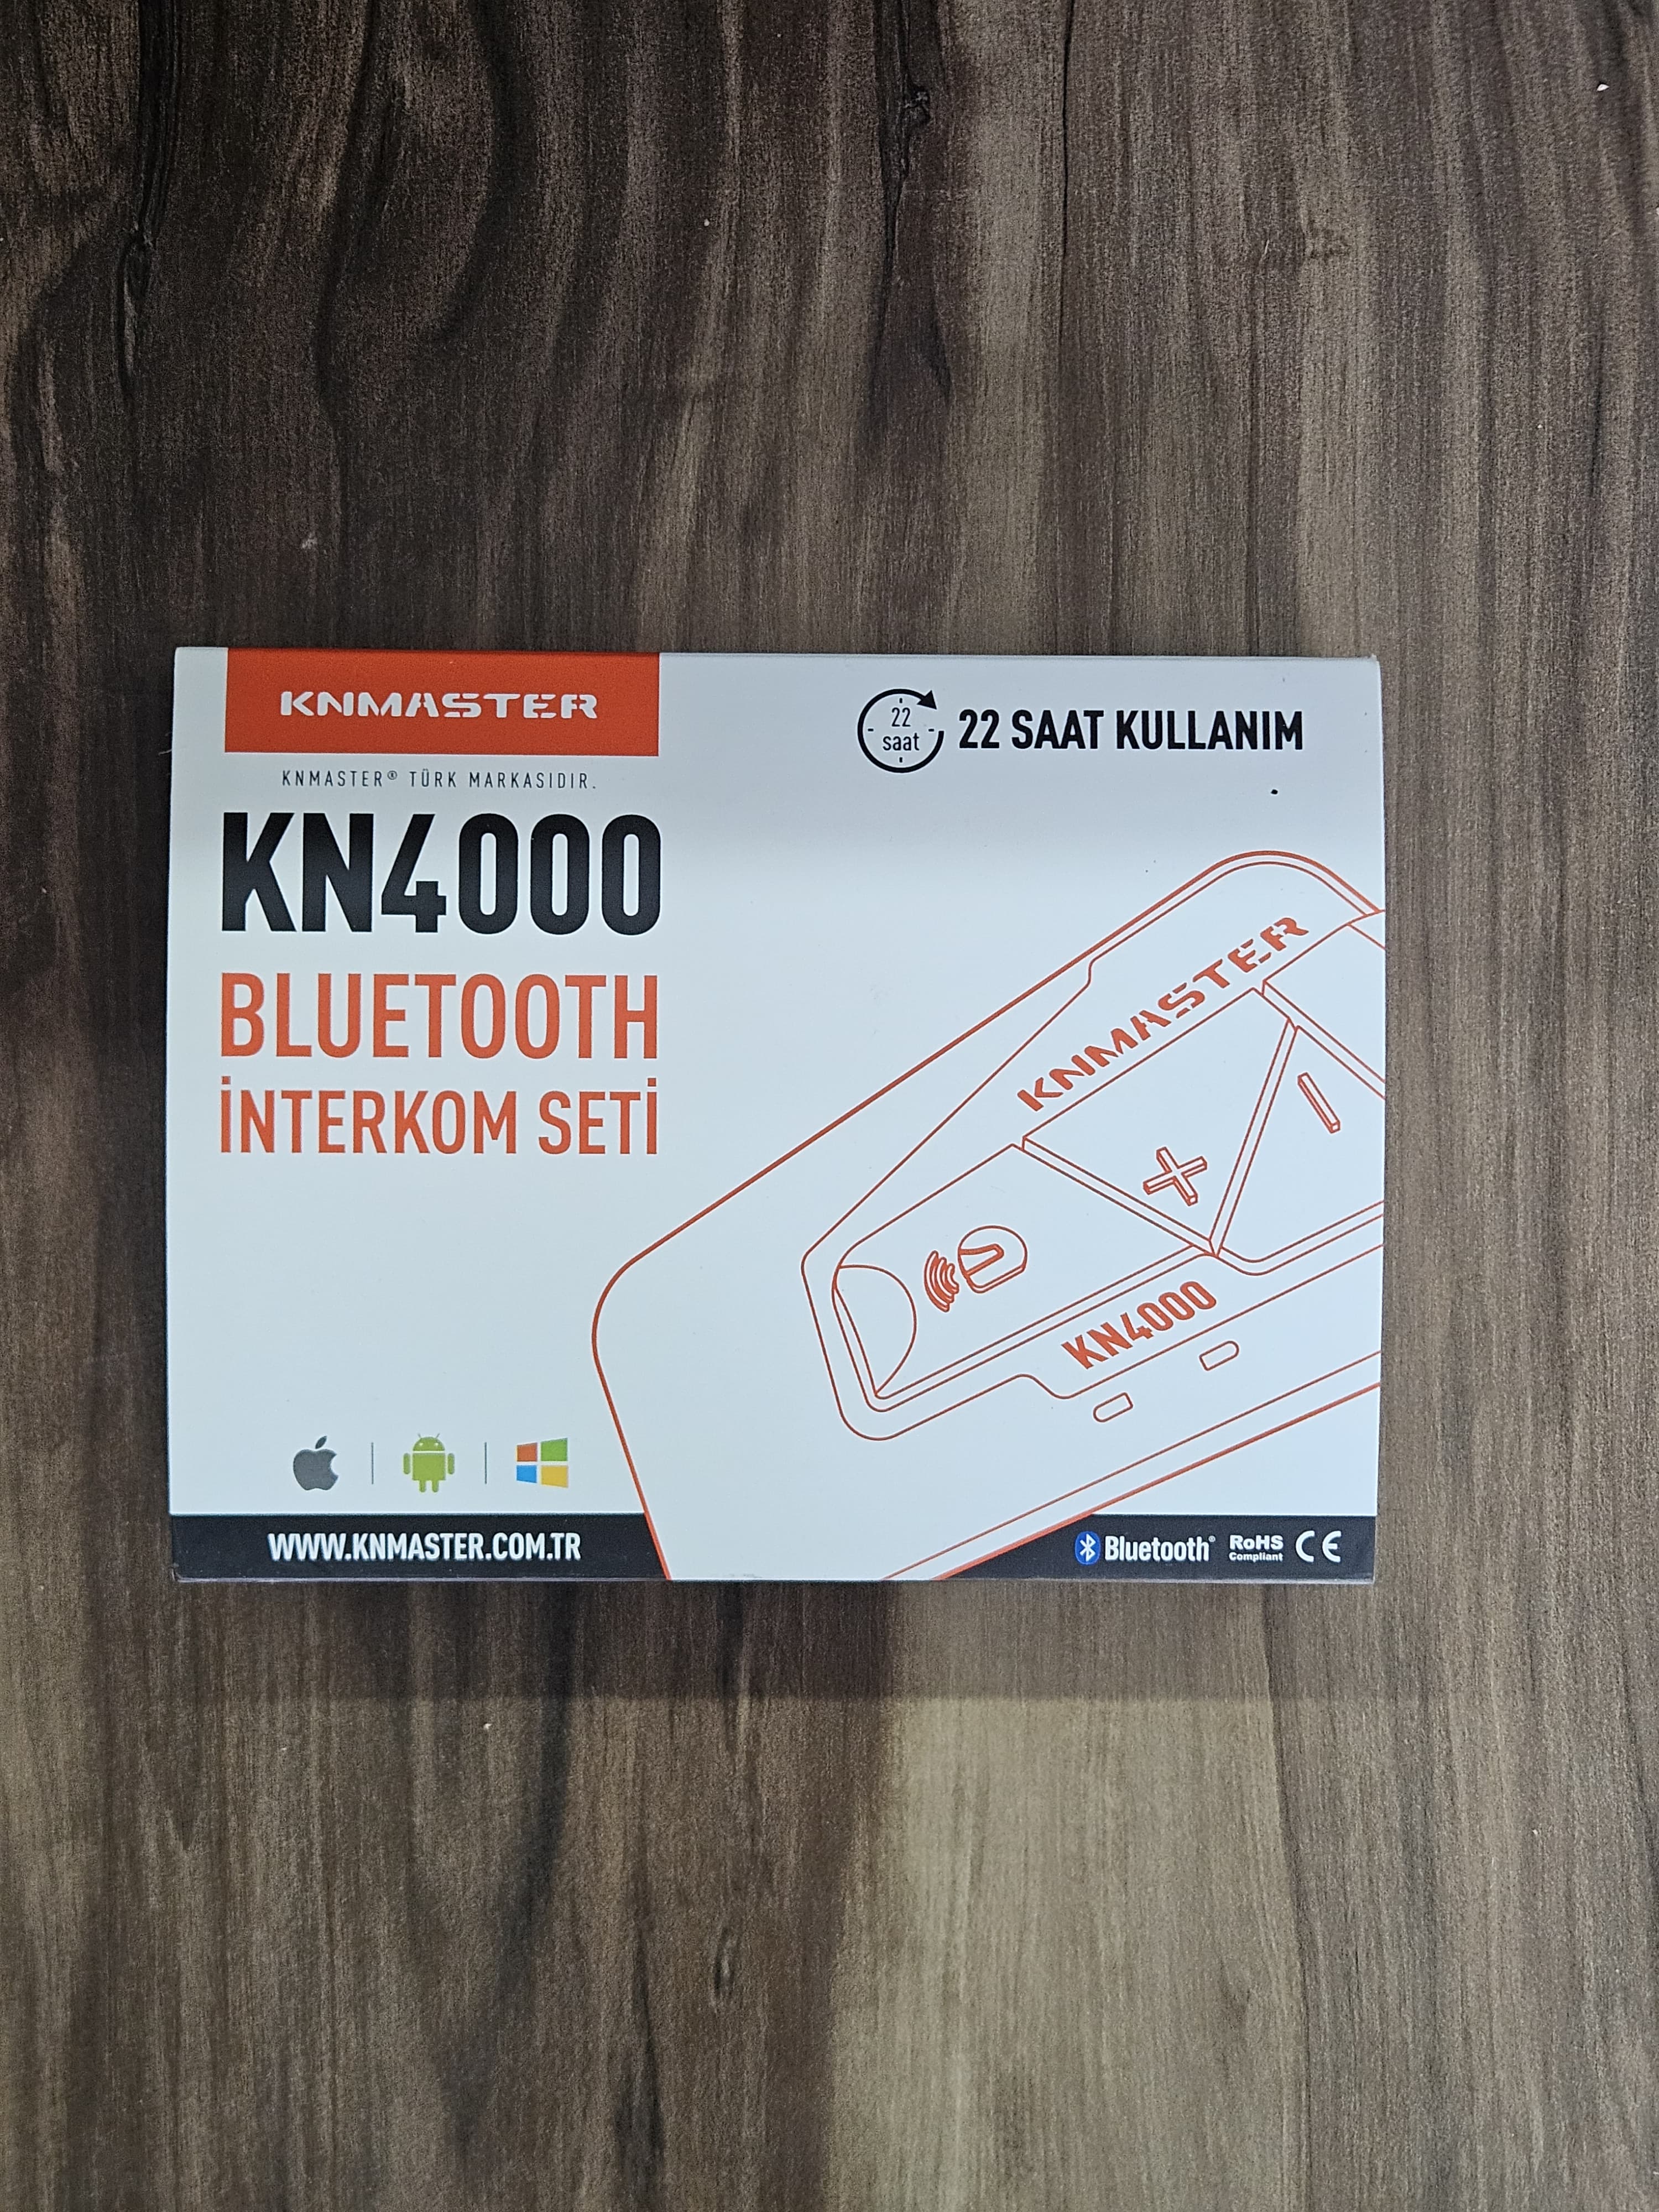 KNMASTER
KNMASTER® TÜRK MARKASIDIR.
KN4000
BLUETOOTH
İNTERKOM SETİ
22
saat
22 SAAT KULLANIM
KNMASTER
+
-
KN4000
WWW.KNMASTER.COM.TR
Bluetooth®
RoHS
Compliant
CE